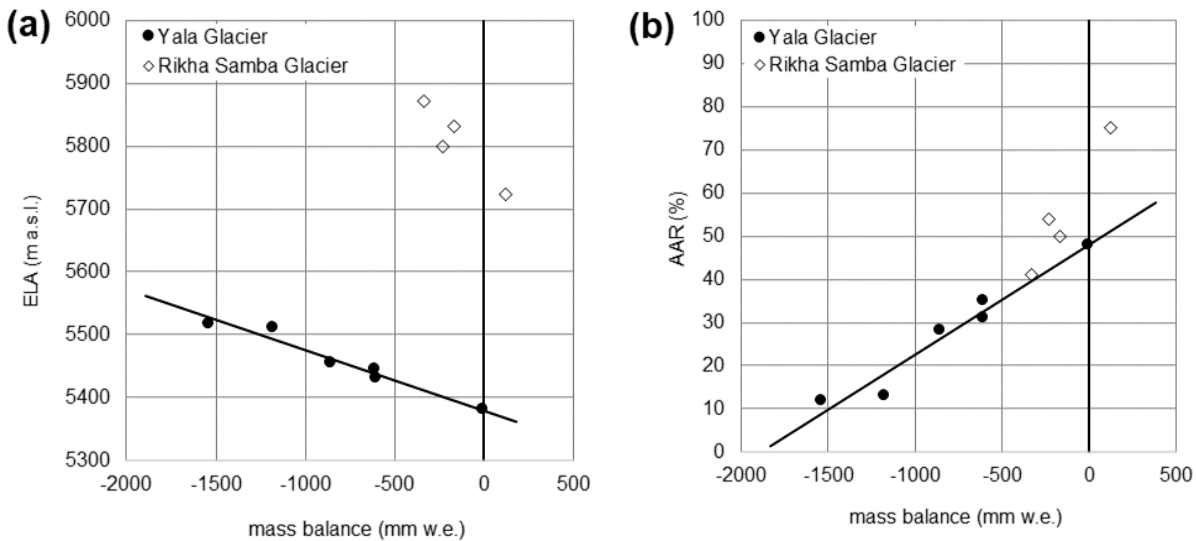 (a)
6000
5900
5800
5700
5600
5500
5400
5300
ELA (m a.s.l.)
Yala Glacier
Rikha Samba Glacier
-2000 -1500 -1000 -500 0 500
mass balance (mm w.e.)
(b)
100
90
80
70
60
50
40
30
20
10
0
AAR (%)
Yala Glacier
Rikha Samba Glacier
-2000 -1500 -1000 -500 0 500
mass balance (mm w.e.)